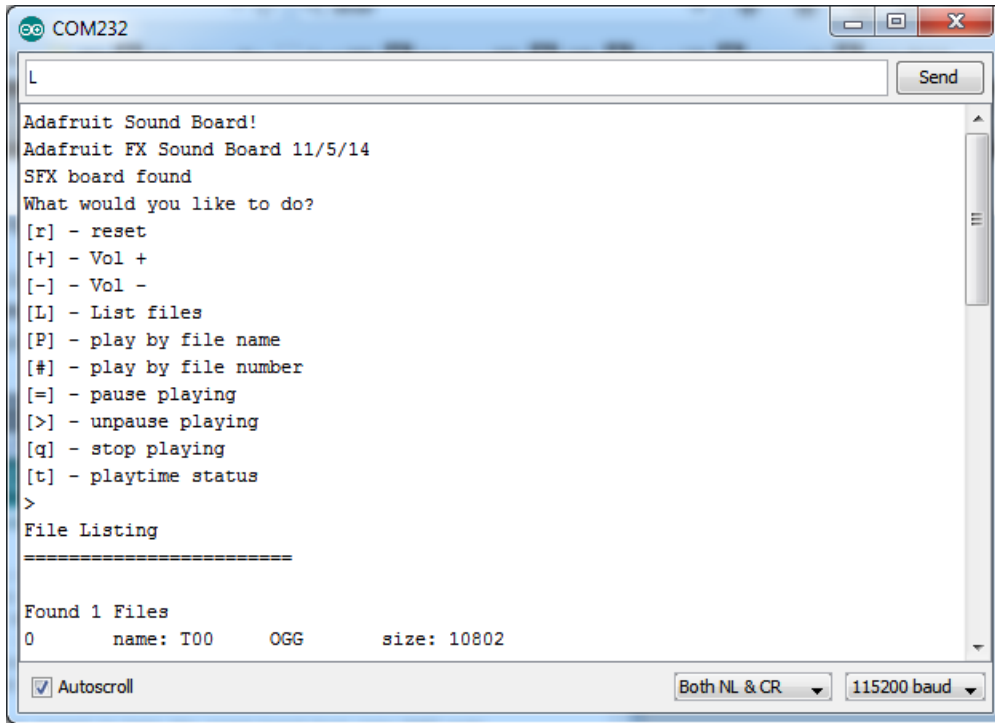 COM232
L
Send
Adafruit Sound Board!
Adafruit FX Sound Board 11/5/14
SFX board found
What would you like to do?
[r] - reset
[+] - Vol +
[-] - Vol -
[L] - List files
[P] - play by file name
[#] - play by file number
[=] - pause playing
[>] - unpause playing
[q] - stop playing
[t] - playtime status
>
File Listing
========================
Found 1 Files
0 name: T00 OGG size: 10802
Autoscroll
Both NL & CR
115200 baud